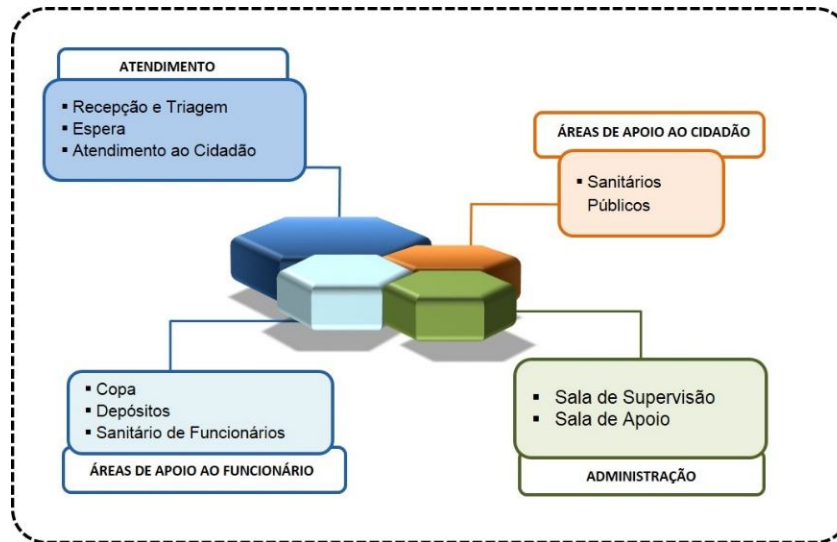 ATENDIMENTO
▪ Recepção e Triagem
▪ Espera
▪ Atendimento ao Cidadão
ÁREAS DE APOIO AO CIDADÃO
▪ Sanitários
Públicos
▪ Copa
▪ Depósitos
▪ Sanitário de Funcionários
ÁREAS DE APOIO AO FUNCIONÁRIO
▪ Sala de Supervisão
▪ Sala de Apoio
ADMINISTRAÇÃO